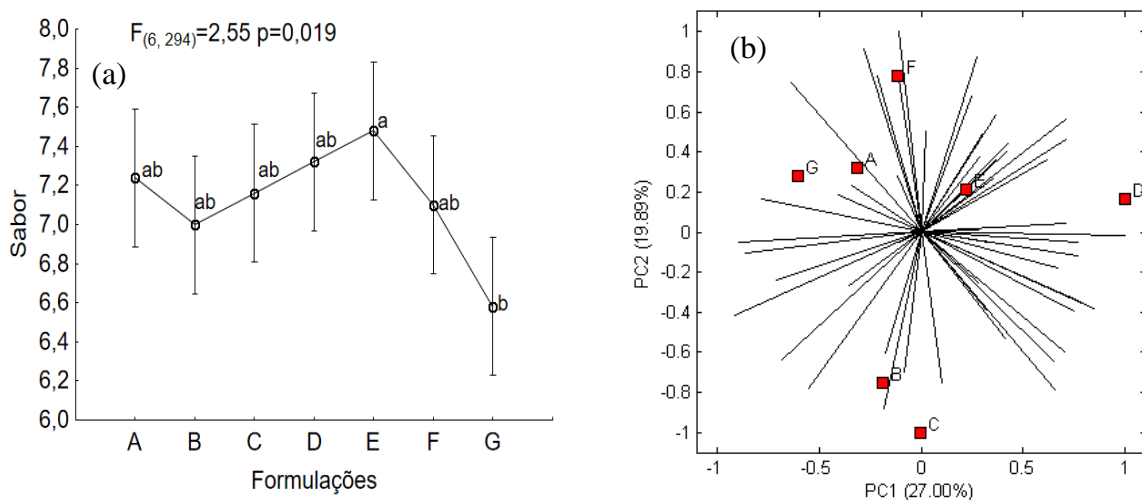 F(6, 294)=2,55 p=0,019
(a)
8,0
7,8
7,6
7,4
7,2
7,0
6,8
6,6
6,4
6,2
6,0
Sabor
ab
ab
ab
ab
a
ab
b
A B C D E F G
Formulações
(b)
1
0.8
0.6
0.4
0.2
0
-0.2
-0.4
-0.6
-0.8
-1
PC2 (19.89%)
F
A
G
E
D
B
C
-1 -0.5 0 0.5 1
PC1 (27.00%)